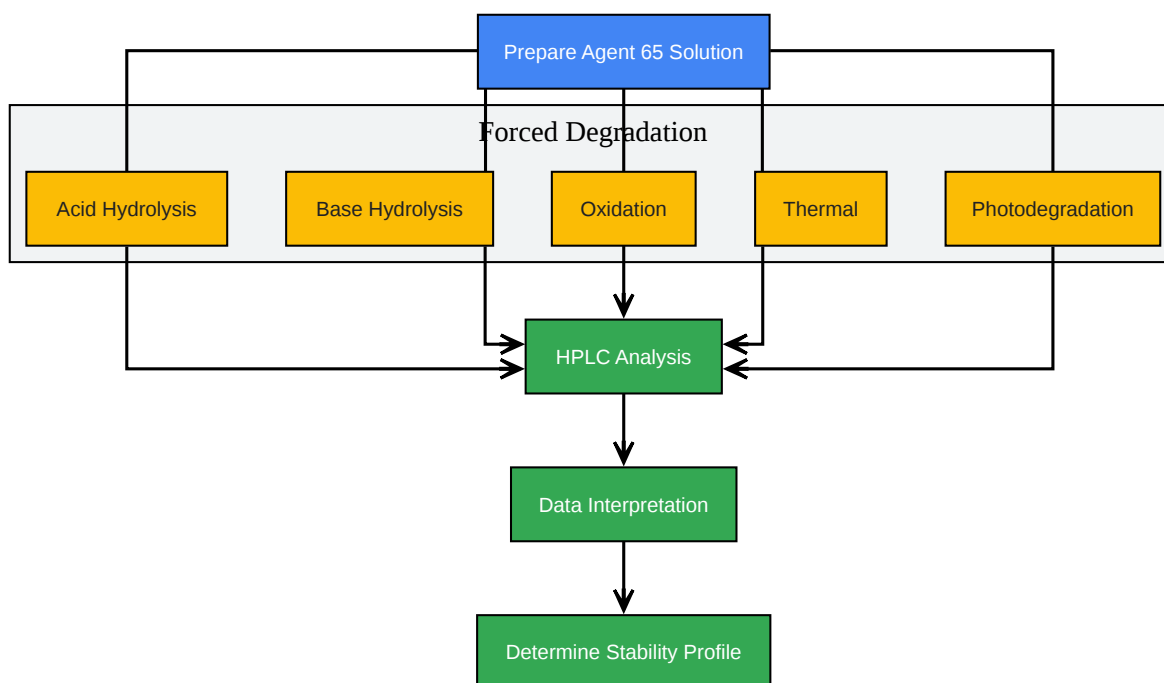 Prepare Agent 65 Solution
Forced Degradation
Acid Hydrolysis
Base Hydrolysis
Oxidation
Thermal
Photodegradation
HPLC Analysis
Data Interpretation
Determine Stability Profile